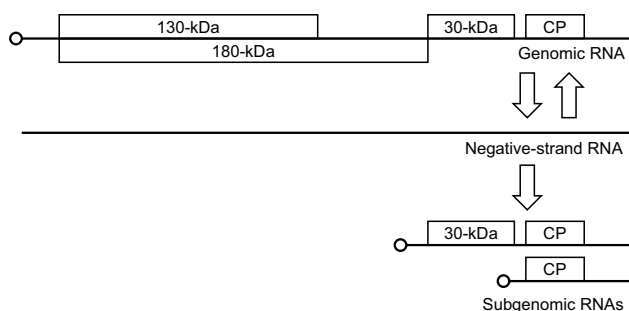 130-kDa 30-kDa CP
180-kDa Genomic RNA
Negative-strand RNA
30-kDa CP
CP
Subgenomic RNAs